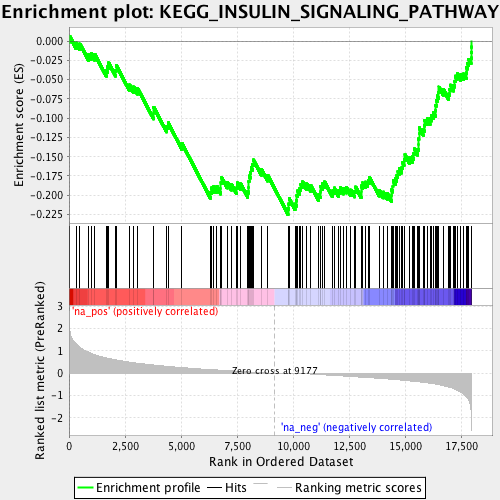 Enrichment plot: KEGG_INSULIN_SIGNALING_PATHWAY
Enrichment score (ES)
0.000
-0.025
-0.050
-0.075
-0.100
-0.125
-0.150
-0.175
-0.200
-0.225
'na_pos' (positively correlated)
Ranked list metric (PreRanked)
3
2
1
0
-1
-2
Zero cross at 9177
'na_neg' (negatively correlated)
0
2,500
5,000
7,500
10,000
12,500
15,000
17,500
Rank in Ordered Dataset
Enrichment profile
Hits
Ranking metric scores